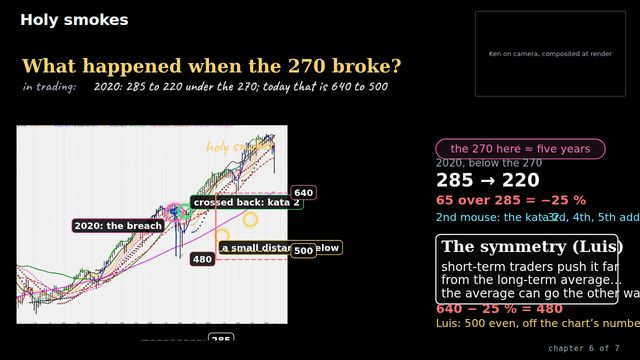 Holy smokes
Ken on camera, composited at render
What happened when the 270 broke?
in trading: 2020: 285 to 220 under the 270; today that is 640 to 500
the 270 here ≈ five years
2020, below the 270
285 → 220
65 over 285 = −25 %
2nd mouse: the kata 2
3rd, 4th, 5th add
holy
640
crossed back: kata 2
2020: the breach
a small distan
elow
500
480
The symmetry (Luis)
short-term traders push it far
from the long-term average…
the average can go the other wa
640 − 25 % = 480
Luis: 500 even, off the chart’s numbe
285
chapter 6 of 7